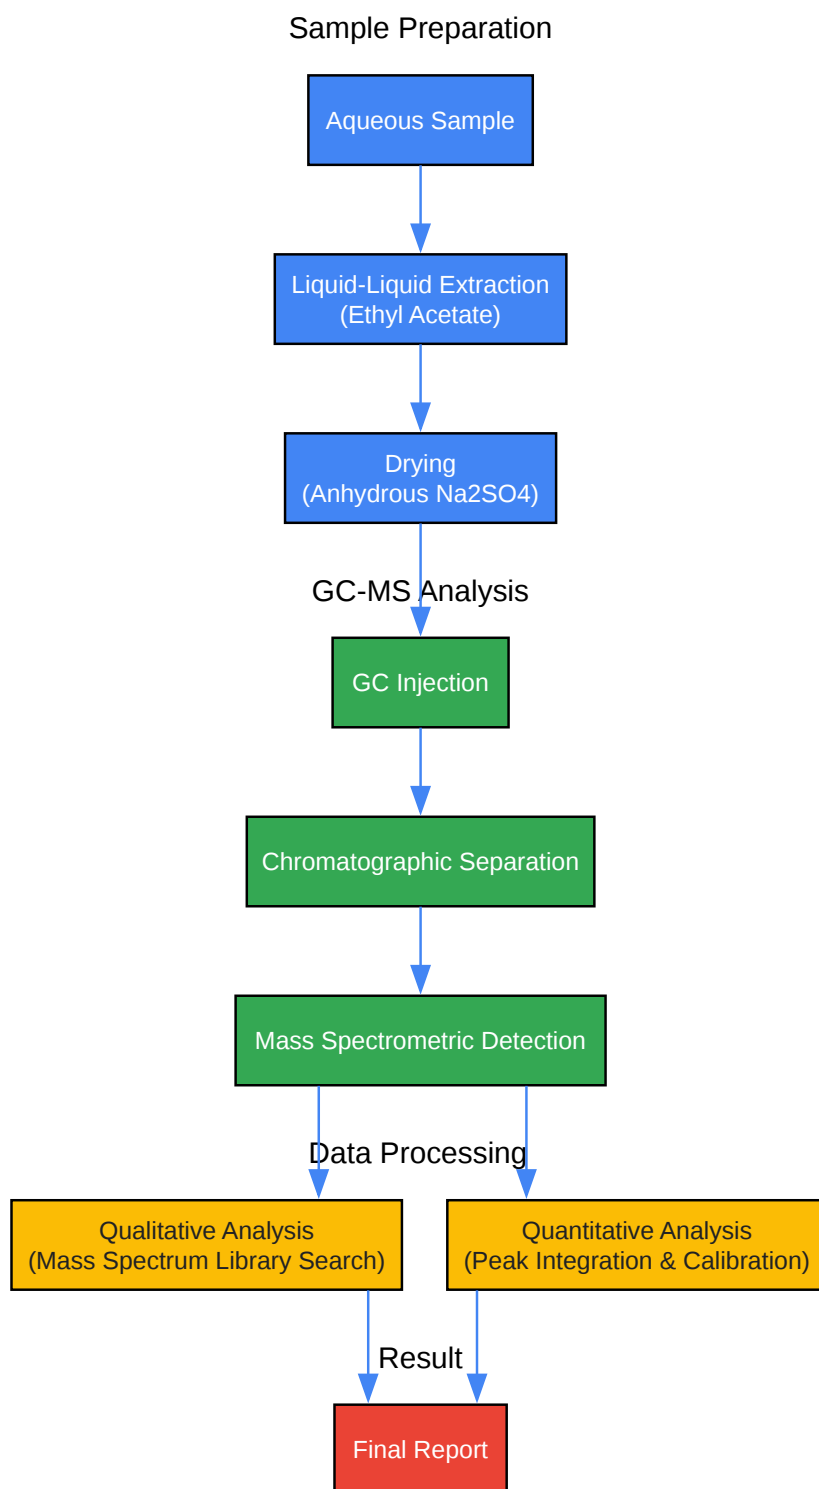 Sample Preparation
Aqueous Sample
Liquid-Liquid Extraction
(Ethyl Acetate)
Drying
(Anhydrous Na2SO4)
GC-MS Analysis
GC Injection
Chromatographic Separation
Mass Spectrometric Detection
Data Processing
Qualitative Analysis
(Mass Spectrum Library Search)
Quantitative Analysis
(Peak Integration & Calibration)
Result
Final Report